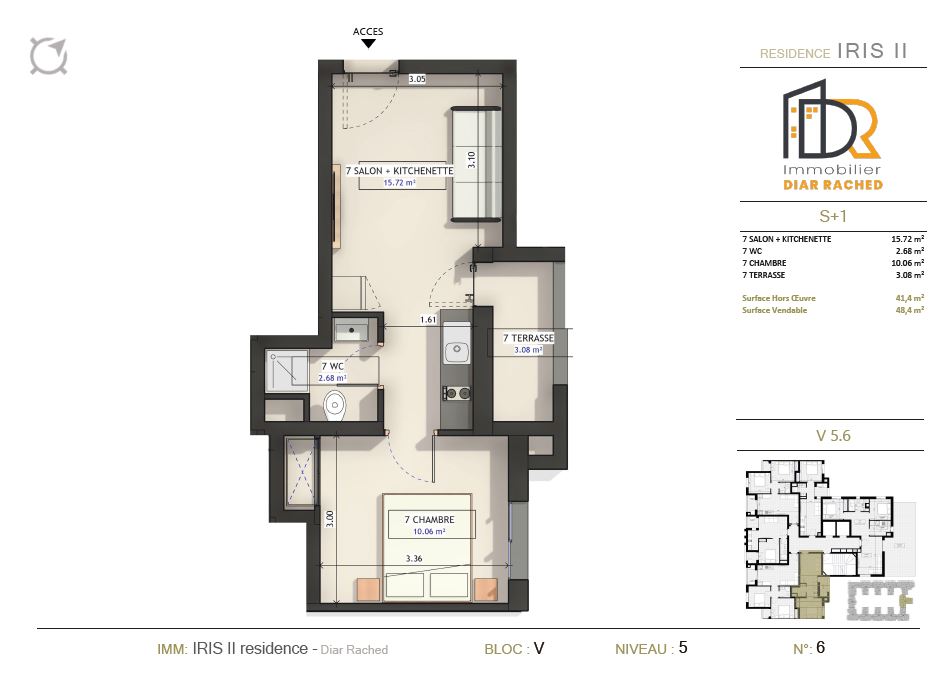 ACCES
3.05
3.10
7 SALON + KITCHENETTE
15.72 m²
1.61
7 TERRASSE
3.08 m²
7 WC
2.68 m²
3.00
7 CHAMBRE
10.06 m²
3.36
RESIDENCE IRIS II
DR
Immobilier
DIAR RACHED
S+1
7 SALON + KITCHENETTE 15.72 m²
7 WC 2.68 m²
7 CHAMBRE 10.06 m²
7 TERRASSE 3.08 m²
Surface Hors Œuvre 41,4 m²
Surface Vendable 48,4 m²
V 5.6
IMM: IRIS II residence - Diar Rached BLOC : V NIVEAU : 5 N°: 6